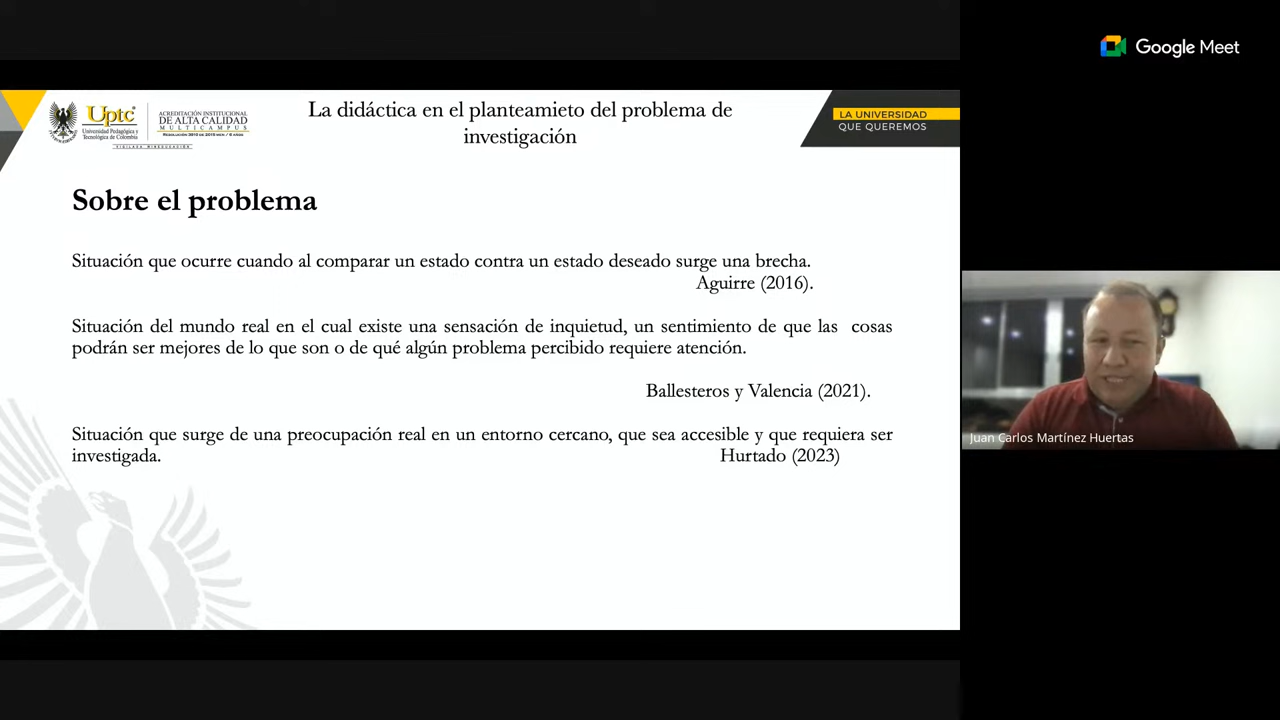 Google Meet
Uptc
Universidad Pedagógica y
Tecnológica de Colombia
ACREDITACIÓN INSTITUCIONAL
DE ALTA CALIDAD
MULTICAMPUS
VIGILADA MINEDUCACIÓN
La didáctica en el planteamieto del problema de
investigación
LA UNIVERSIDAD
QUE QUEREMOS
Sobre el problema
Situación que ocurre cuando al comparar un estado contra un estado deseado surge una brecha.
Aguirre (2016).
Situación del mundo real en el cual existe una sensación de inquietud, un sentimiento de que las cosas
podrán ser mejores de lo que son o de qué algún problema percibido requiere atención.
Ballesteros y Valencia (2021).
Situación que surge de una preocupación real en un entorno cercano, que sea accesible y que requiera ser
investigada.
Hurtado (2023)
Juan Carlos Martínez Huertas